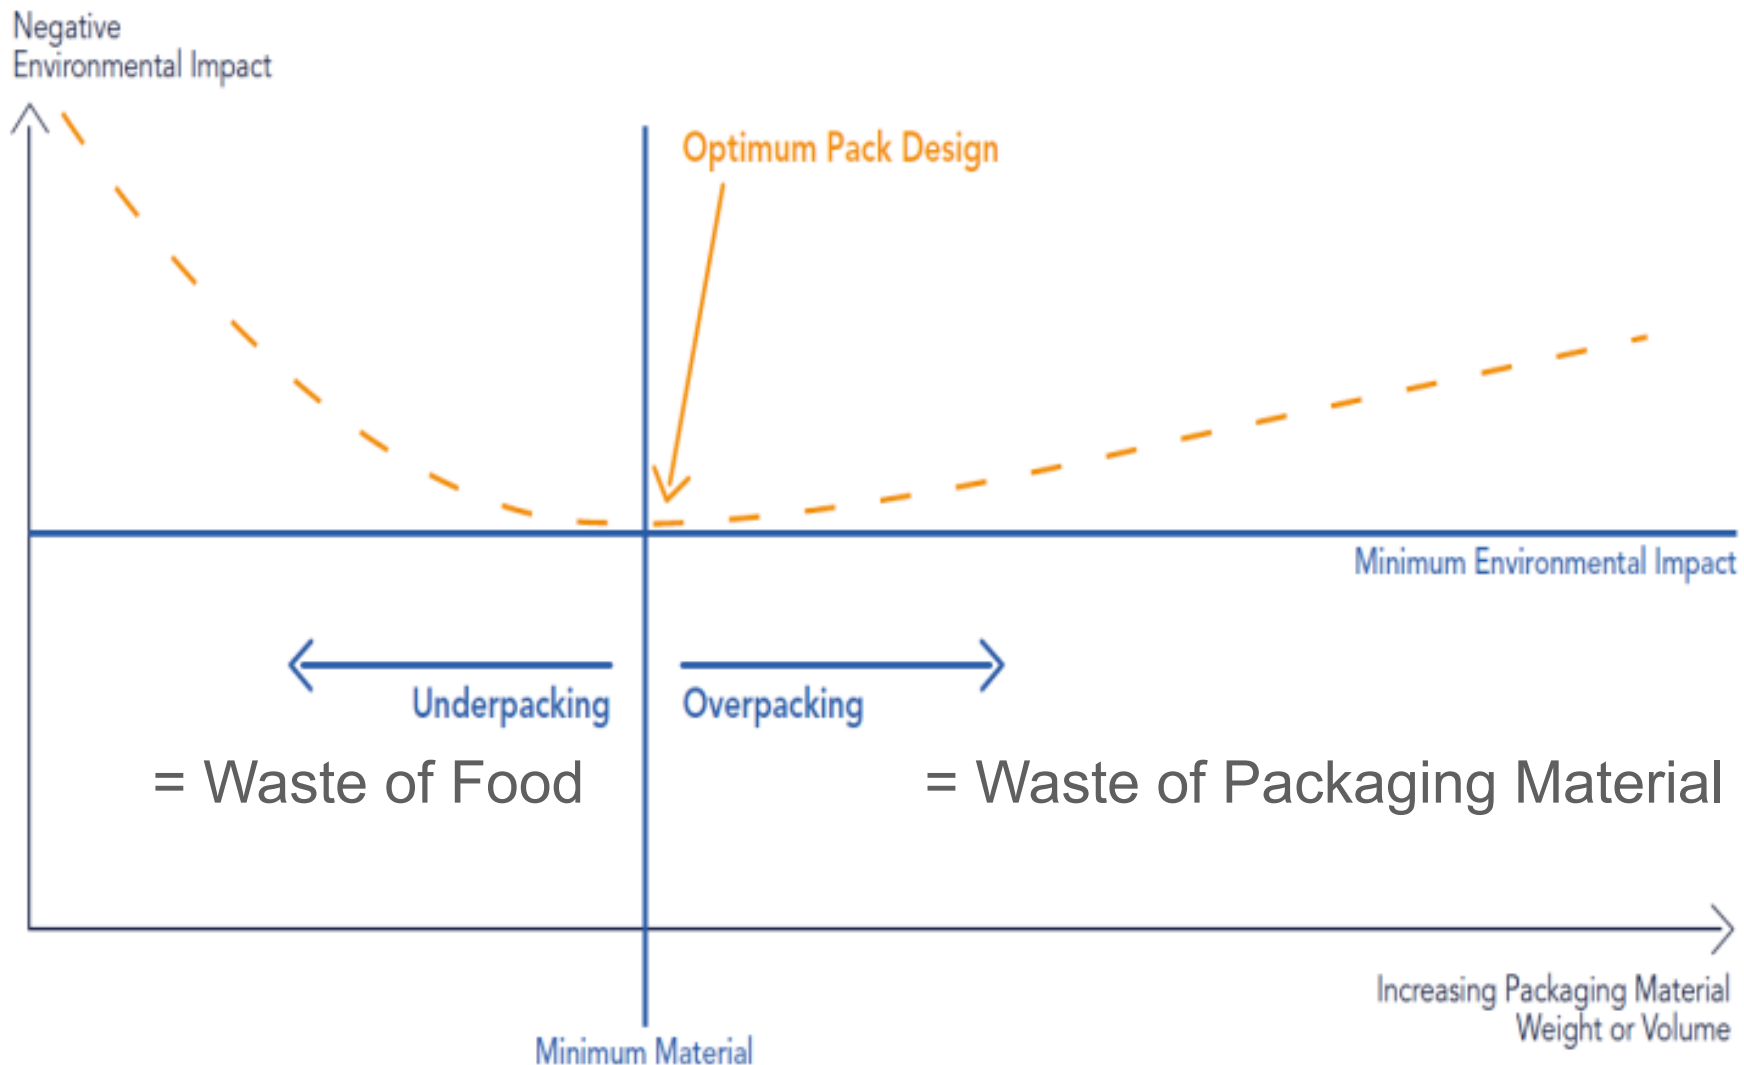 Negative
Environmental Impact
Optimum Pack Design
Minimum Environmental Impact
Underpacking
Overpacking
= Waste of Food
= Waste of Packaging Material
Increasing Packaging Material
Weight or Volume
Minimum Material